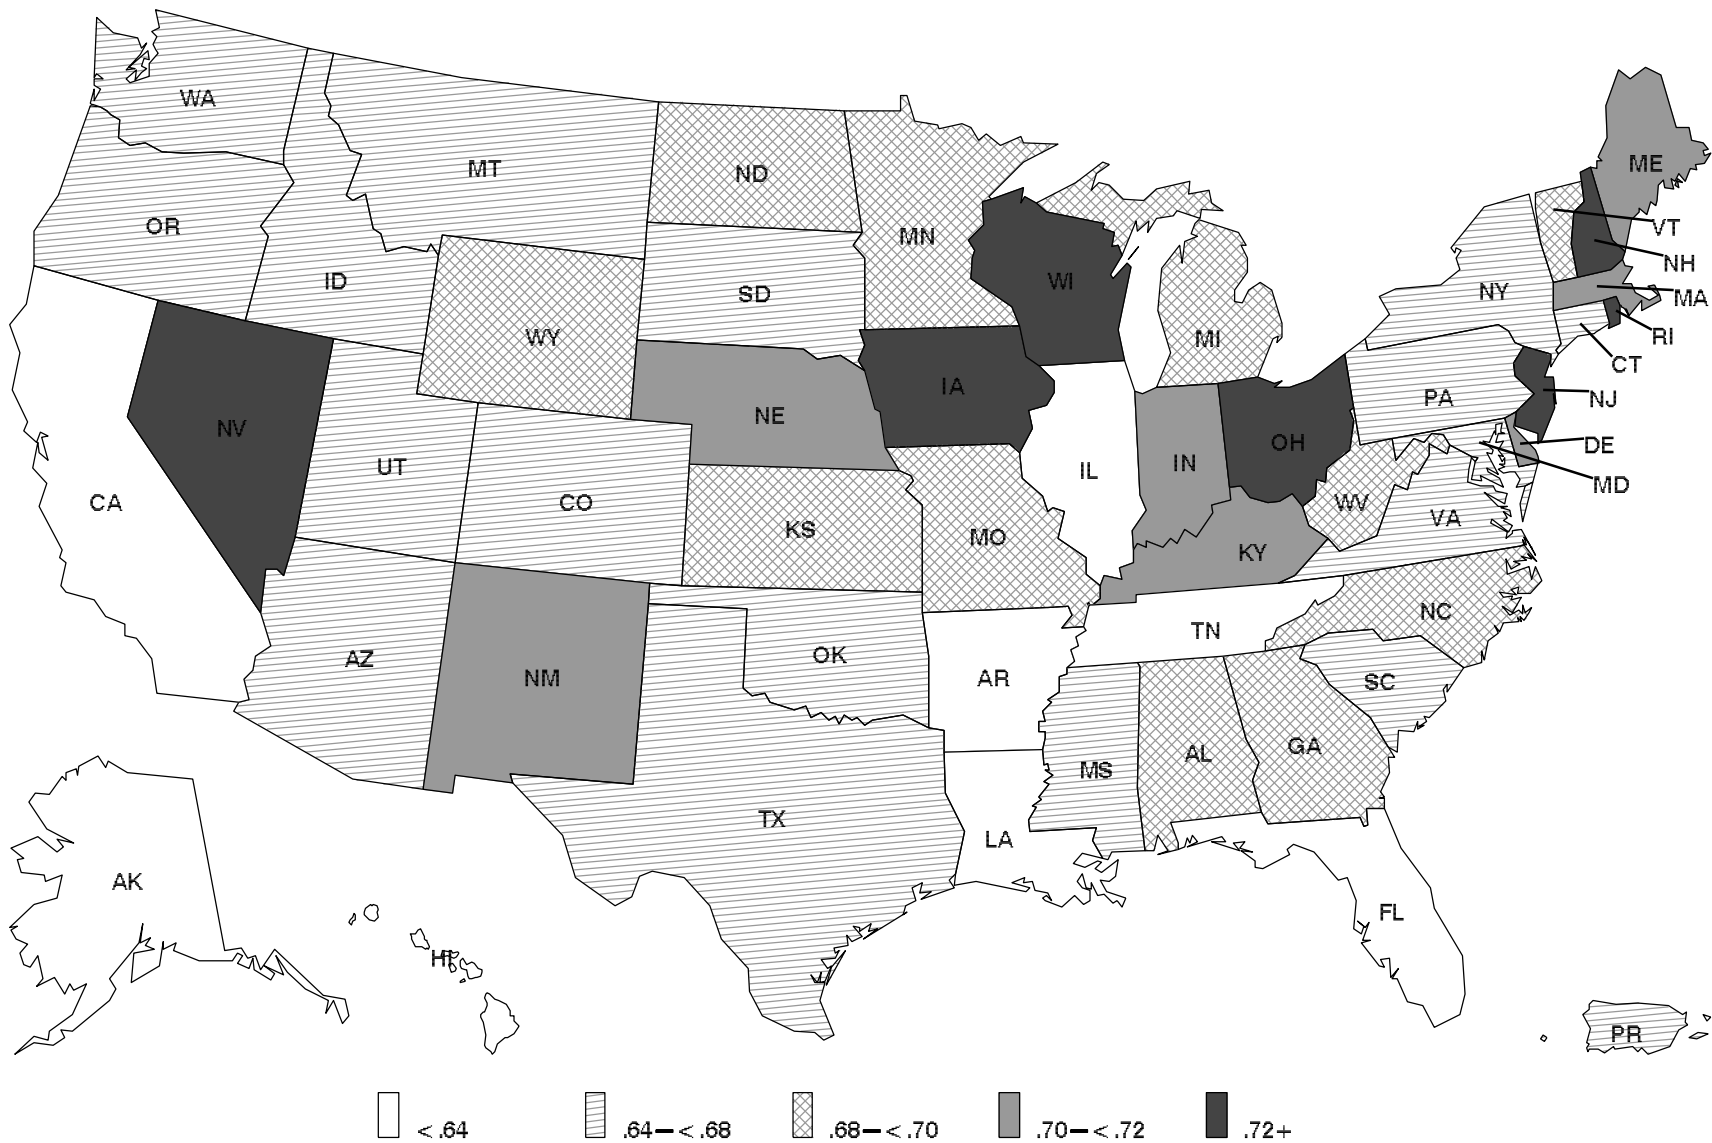 WA
MT
ND
ME
OR
MN
VT
ID
WI
NH
SD
NY
MA
WY
MI
RI
CT
IA
PA
NJ
NV
NE
OH
DE
UT
IL
IN
MD
CA
CO
WV
KS
MO
VA
KY
NC
TN
AZ
OK
NM
AR
SC
AL
GA
MS
TX
LA
AK
FL
HI
PR
<.64
.64—<.68
.68—<.70
.70—<.72
.72+